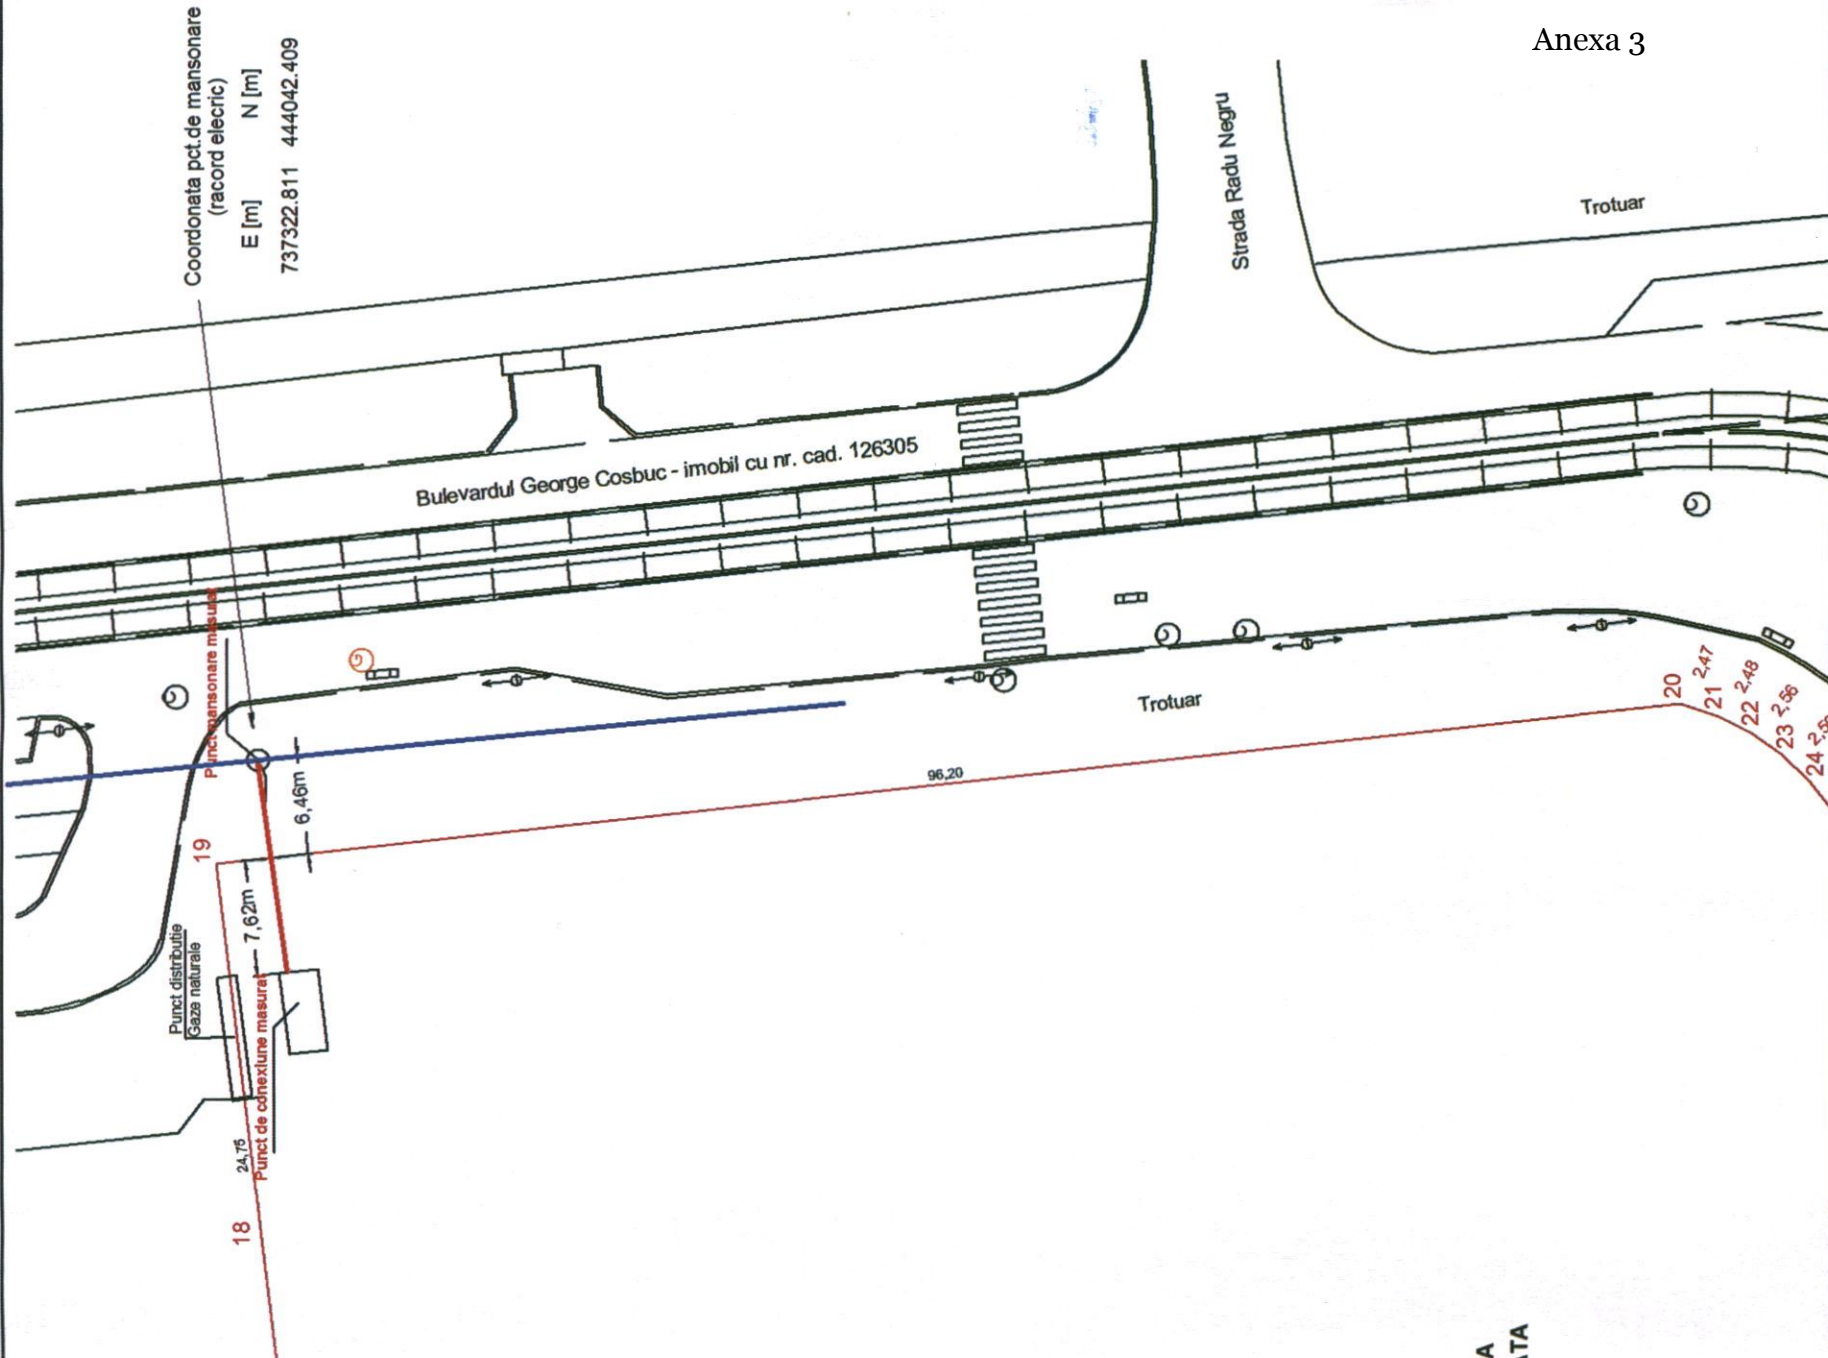 Anexa 3
Coordonata pct.de mansonare
(racord elecric)
E [m] N [m]
737322.811 444042.409
Strada Radu Negru
Trotuar
Bulevardul George Cosbuc - imobil cu nr. cad. 126305
Punct mansonare masurat
Trotuar
20
2,47
21
2,48
22
2,56
23
24
96,20
6,46m
19
7,62m
Punct distributie
Gaze naturale
Punct de conexiune masurat
24,75
18
A
TA